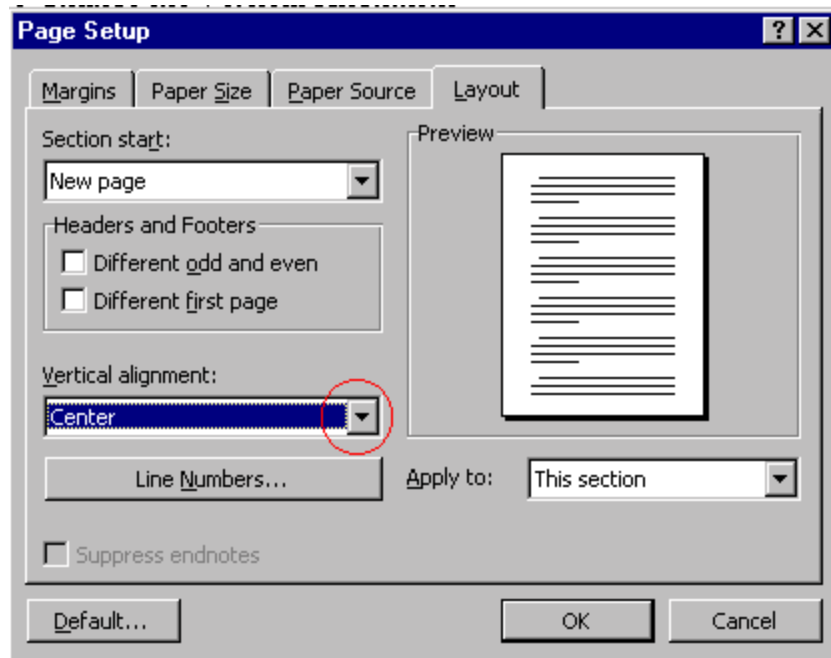 Page Setup
Margins Paper Size Paper Source Layout
Section start:
New page
Headers and Footers
Different odd and even
Different first page
Vertical alignment:
Center
Line Numbers...
Suppress endnotes
Preview
Apply to: This section
Default... OK Cancel